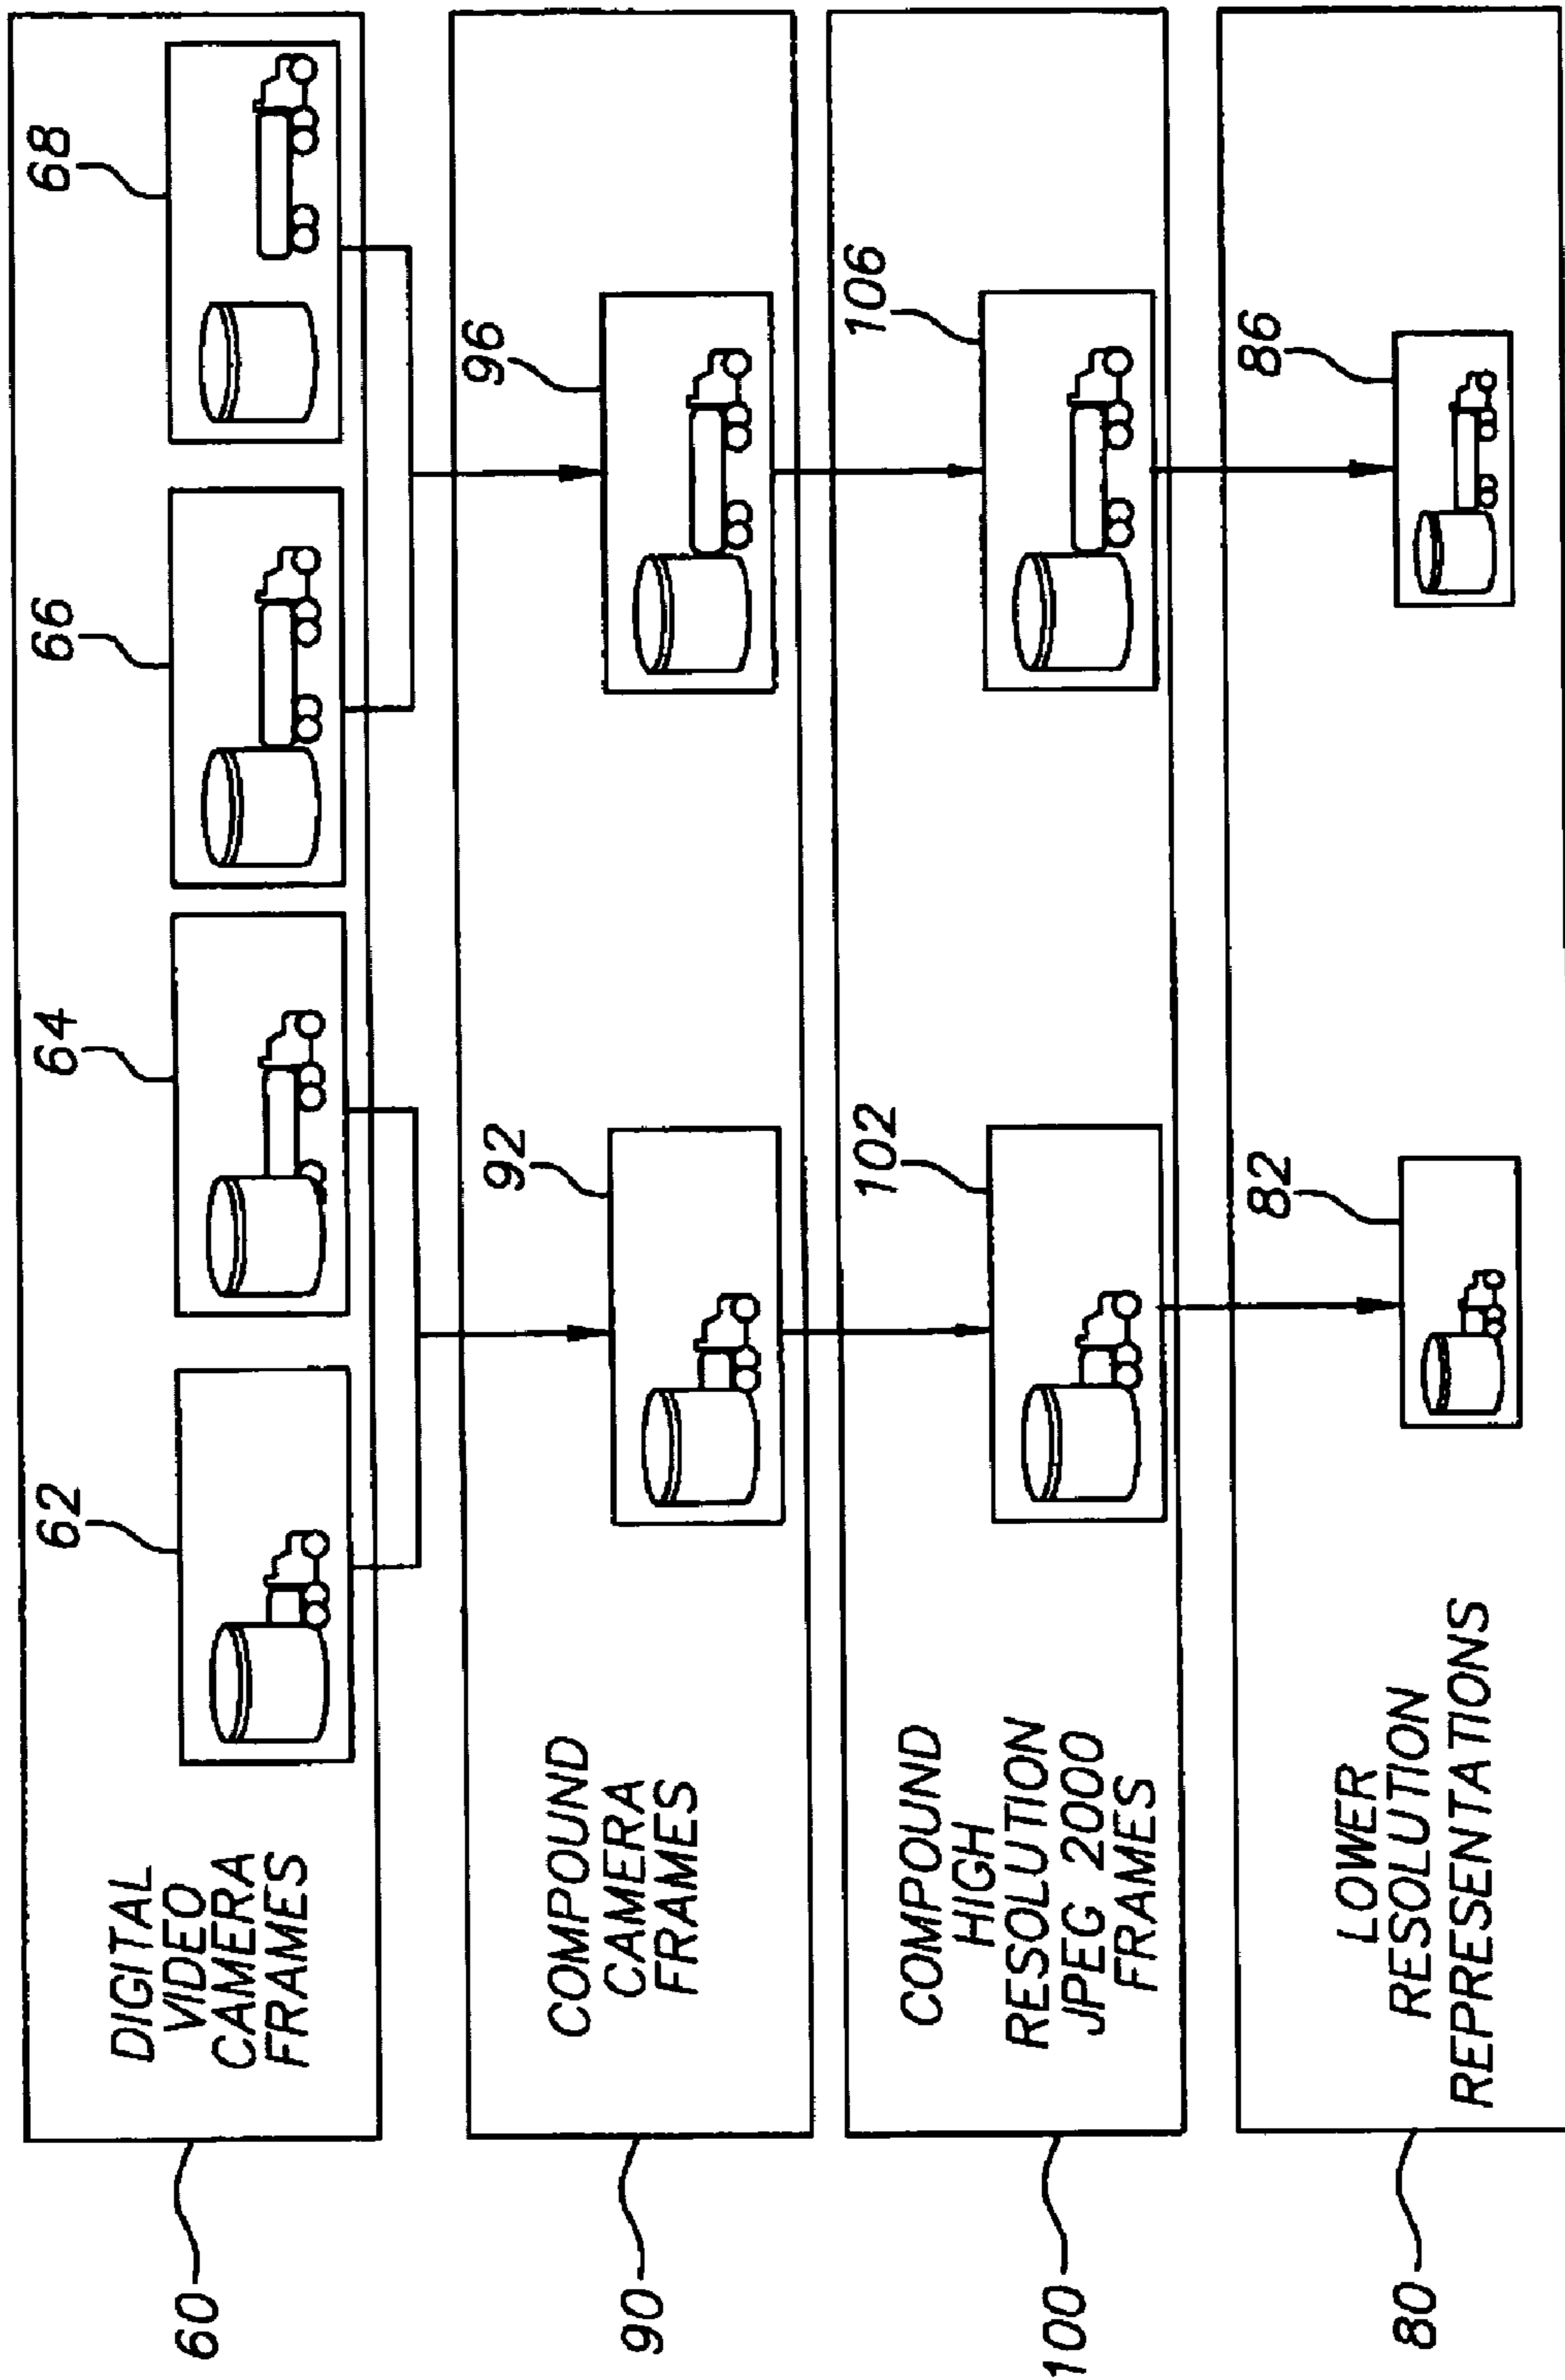 60
DIGITAL
VIDEO
CAMERA
FRAMES
62
64
66
68
90
COMPOUND
CAMERA
FRAMES
92
96
100
COMPOUND
HIGH
RESOLUTION
JPEG 2000
FRAMES
102
106
80
LOWER
RESOLUTION
REPRESENTATIONS
82
86